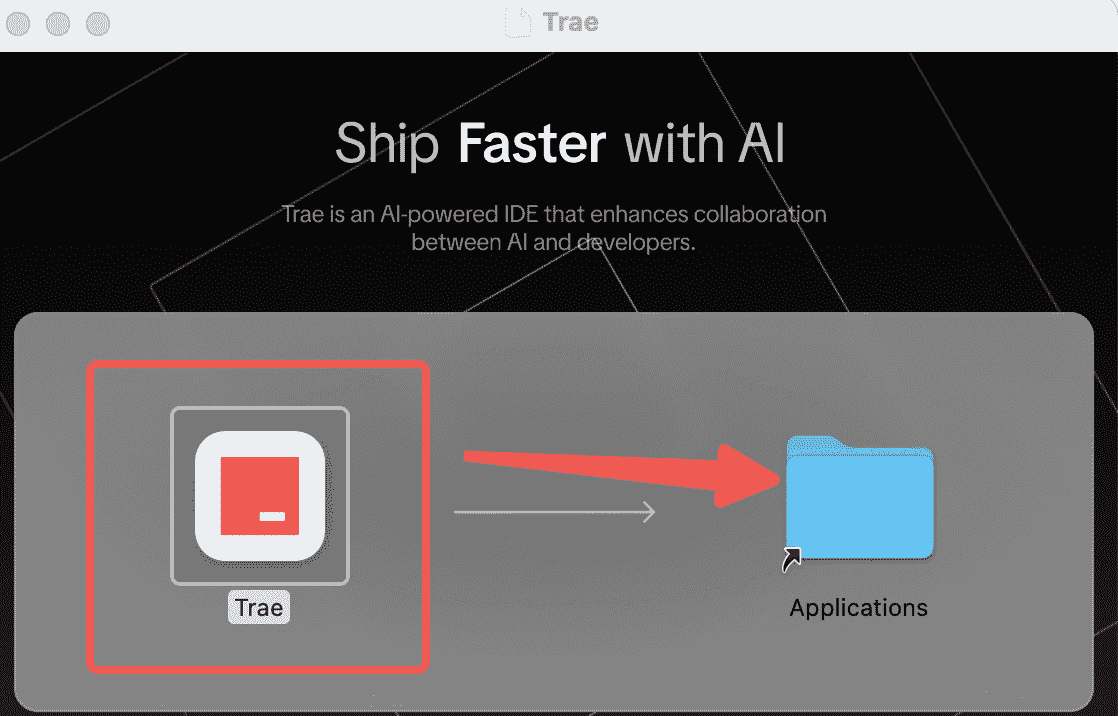 Trae
Ship Faster with AI
Trae is an AI-powered IDE that enhances collaboration
between AI and developers.
Trae
Applications